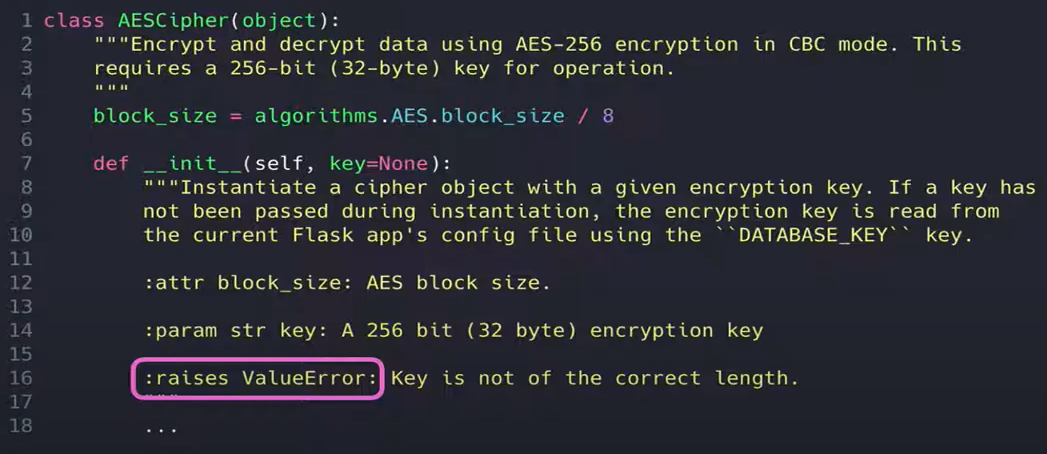 1 class AESCipher(object):
2     """Encrypt and decrypt data using AES-256 encryption in CBC mode. This
3     requires a 256-bit (32-byte) key for operation.
4     """
5     block_size = algorithms.AES.block_size / 8
6
7     def __init__(self, key=None):
8         """Instantiate a cipher object with a given encryption key. If a key has
9         not been passed during instantiation, the encryption key is read from
10         the current Flask app's config file using the ``DATABASE_KEY`` key.
11
12         :attr block_size: AES block size.
13
14         :param str key: A 256 bit (32 byte) encryption key
15
16         :raises ValueError: Key is not of the correct length.
17         """
18         ...